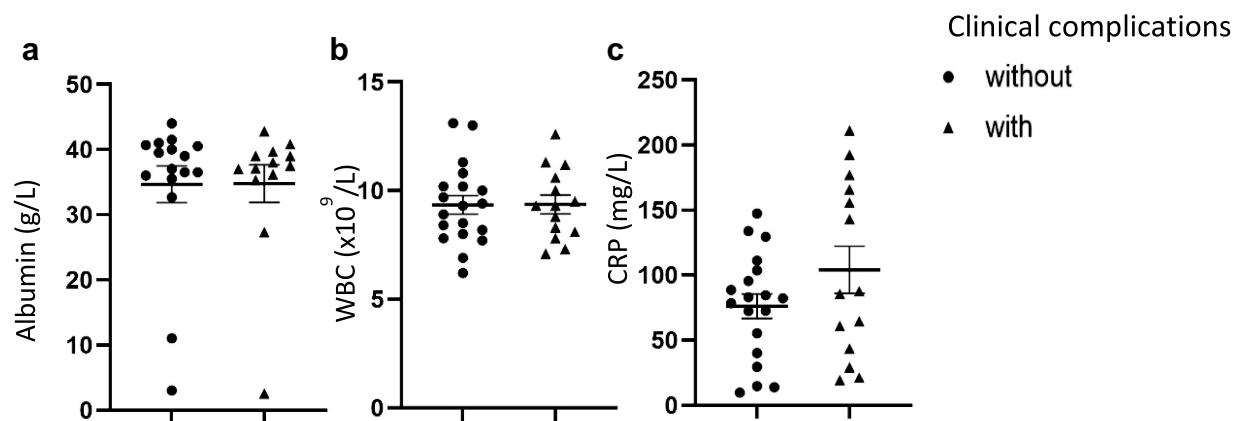 Clinical complications
without
with
a
Albumin (g/L)
50
40
30
20
10
0
b
WBC (x10⁹/L)
15
10
5
0
c
CRP (mg/L)
250
200
150
100
50
0